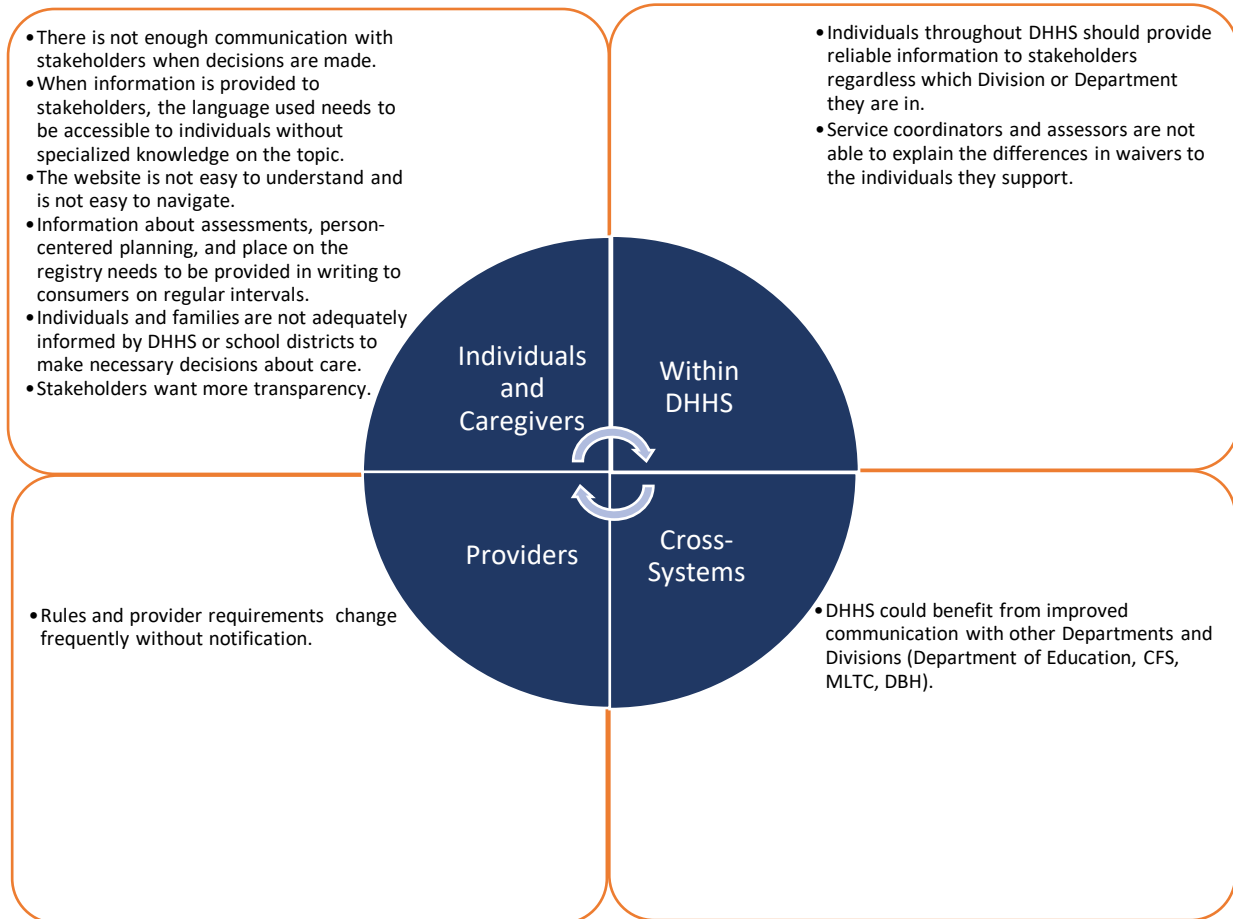 •There is not enough communication with
stakeholders when decisions are made.
•When information is provided to
stakeholders, the language used needs to
be accessible to individuals without
specialized knowledge on the topic.
•The website is not easy to understand and
is not easy to navigate.
•Information about assessments, person-
centered planning, and place on the
registry needs to be provided in writing to
consumers on regular intervals.
•Individuals and families are not adequately
informed by DHHS or school districts to
make necessary decisions about care.
•Stakeholders want more transparency.
•Individuals throughout DHHS should provide
reliable information to stakeholders
regardless which Division or Department
they are in.
•Service coordinators and assessors are not
able to explain the differences in waivers to
the individuals they support.
Individuals
and
Caregivers
Within
DHHS
Providers
Cross-
Systems
•Rules and provider requirements change
frequently without notification.
•DHHS could benefit from improved
communication with other Departments and
Divisions (Department of Education, CFS,
MLTC, DBH).